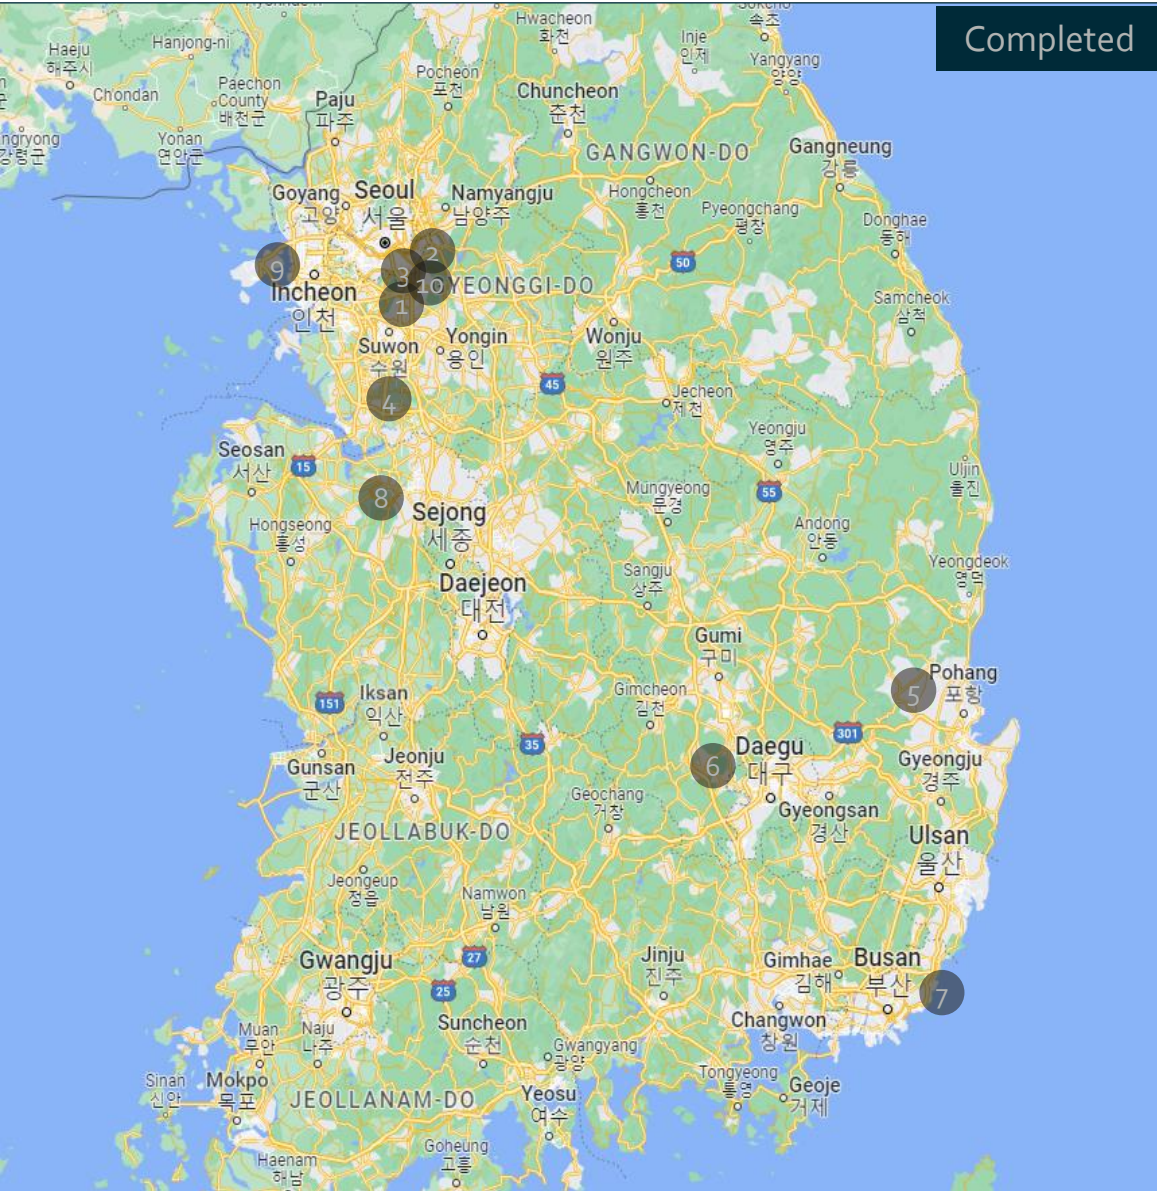 Completed
Sokcho
속초
Hwacheon
화천
Inje
인제
Yangyang
양양
Haeju
해주시
Hanjong-ni
Pocheon
포천
Chuncheon
춘천
Ch'ondan
Paechon
County
배천군
Paju
파주
Yonan
연안군
ngryong
강령군
GANGWON-DO
Gangneung
강릉
Goyang
고양
Seoul
서울
Namyangju
남양주
Hongcheon
홍천
Pyeongchang
평창
Donghae
동해
2
50
9
3
10
YEONGGI-DO
Incheon
인천
1
Samcheok
삼척
Suwon
수원
Yongin
용인
Wonju
원주
45
4
Jecheon
제천
Yeongju
영주
Seosan
서산
15
Uljin
울진
8
Mungyeong
문경
55
Sejong
세종
Hongseong
홍성
Andong
안동
Yeongdeok
영덕
Daejeon
대전
Sangju
상주
Gumi
구미
Pohang
포항
5
Gimcheon
김천
151
Iksan
익산
35
301
Daegu
대구
6
Gunsan
군산
Jeonju
전주
Gyeongju
경주
Geochang
거창
Gyeongsan
경산
JEOLLABUK-DO
Ulsan
울산
Jeongeup
정읍
Namwon
남원
Gwangju
광주
27
25
Jinju
진주
Gimhae
김해
Busan
부산
7
Suncheon
순천
Changwon
창원
Muan
무안
Naju
나주
Gwangyang
광양
Sinan
신안
Mokpo
목포
JEOLLANAM-DO
Yeosu
여수
Tongyeong
통영
Geoje
거제
Goheung
고흥
Haenam
해남